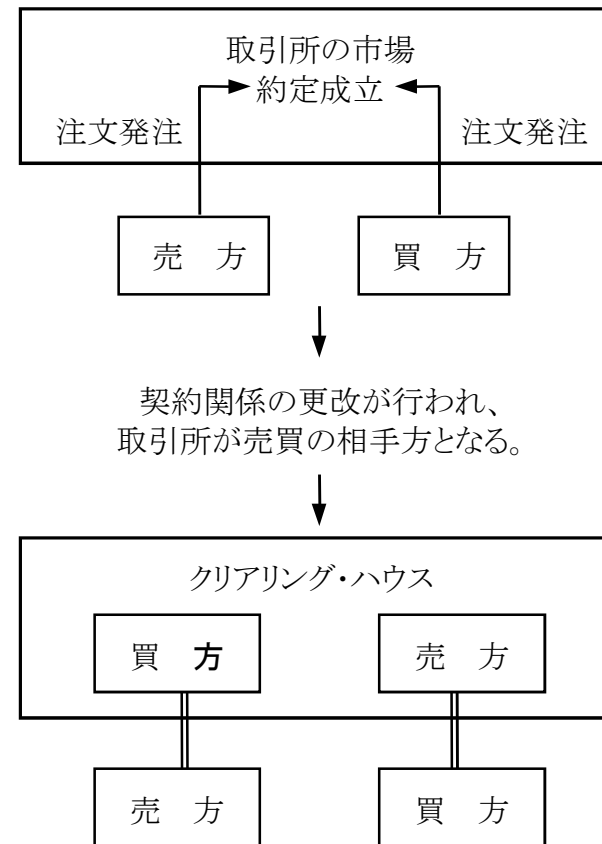 取引所の市場
約定成立
注文発注 注文発注
売 方 買 方
契約関係の更改が行われ、
取引所が売買の相手方となる。
クリアリング・ハウス
買 方 売 方
売 方 買 方